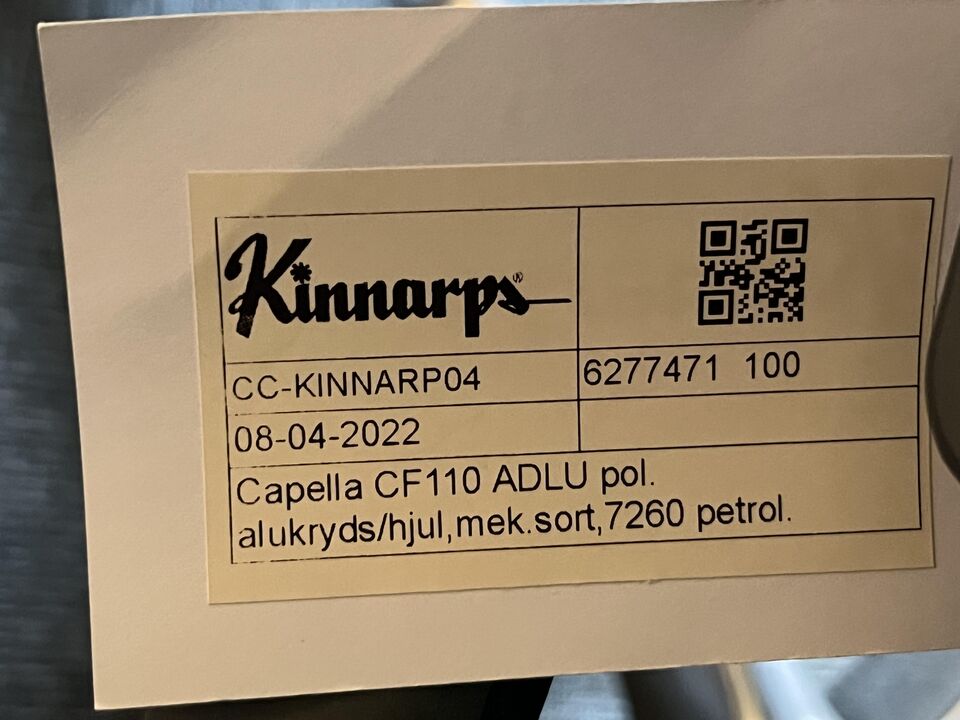 Kinnarps®
CC-KINNARP04
6277471 100
08-04-2022
Capella CF110 ADLU pol.
alukryds/hjul,mek.sort,7260 petrol.